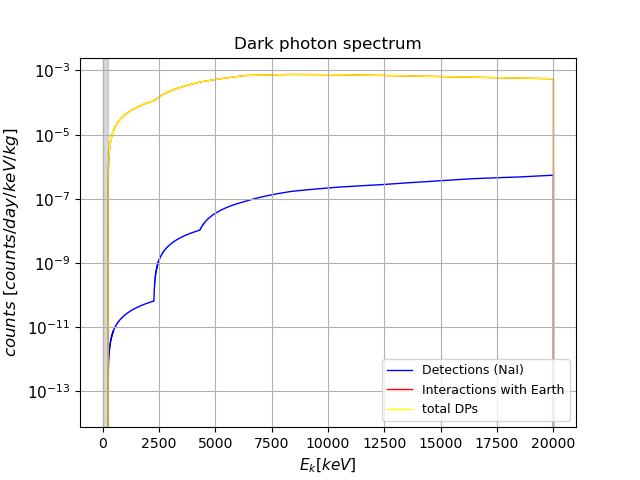 Dark photon spectrum
counts [counts/day/keV/kg]
10⁻³
10⁻⁵
10⁻⁷
10⁻⁹
10⁻¹¹
10⁻¹³
Detections (NaI)
Interactions with Earth
total DPs
0 2500 5000 7500 10000 12500 15000 17500 20000
Eₖ[keV]